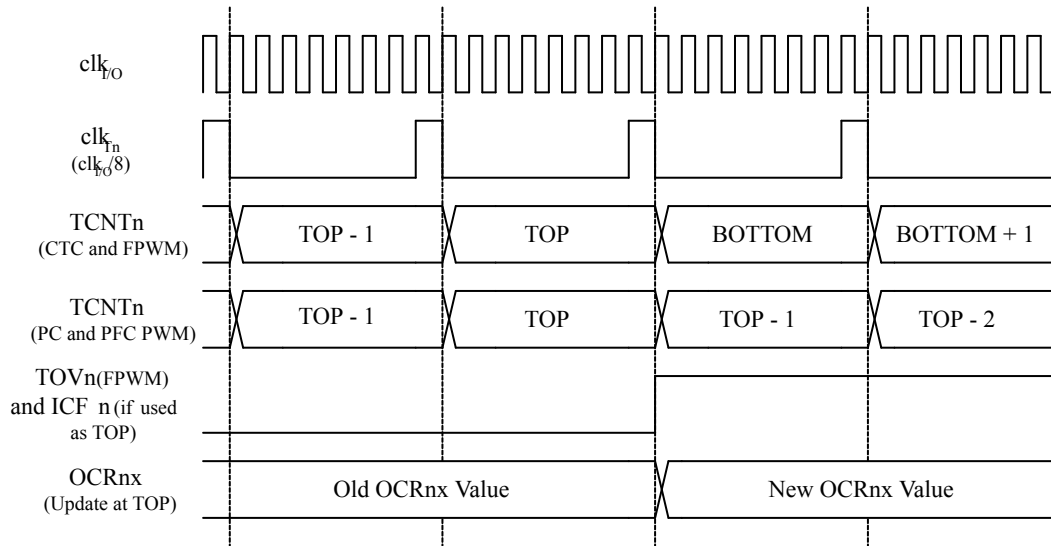 clkI/O
clkTn
(clkI/O/8)
TCNTn
(CTC and FPWM)
TOP - 1
TOP
BOTTOM
BOTTOM + 1
TCNTn
(PC and PFC PWM)
TOP - 1
TOP
TOP - 1
TOP - 2
TOVn(FPWM)
and ICF n (if used
as TOP)
OCRnx
(Update at TOP)
Old OCRnx Value
New OCRnx Value